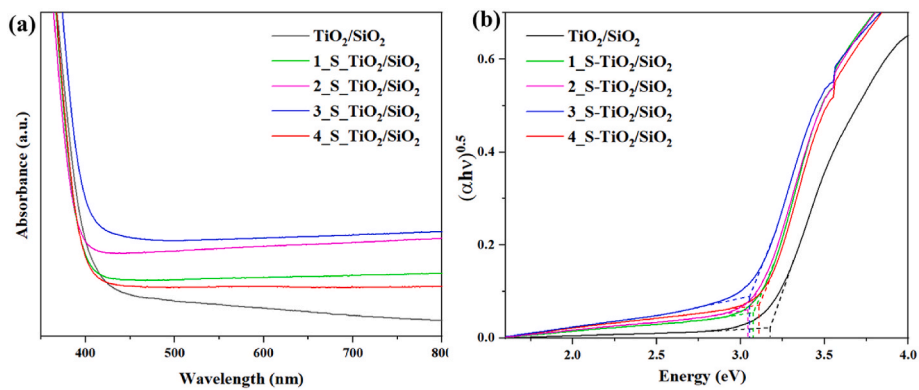 (a)
TiO₂/SiO₂
1_S_TiO₂/SiO₂
2_S_TiO₂/SiO₂
3_S_TiO₂/SiO₂
4_S_TiO₂/SiO₂
Absorbance (a.u.)
400 500 600 700 800
Wavelength (nm)
(b)
TiO₂/SiO₂
1_S-TiO₂/SiO₂
2_S-TiO₂/SiO₂
3_S-TiO₂/SiO₂
4_S-TiO₂/SiO₂
(αhν)⁰·⁵
0.6
0.4
0.2
0.0
2.0 2.5 3.0 3.5 4.0
Energy (eV)